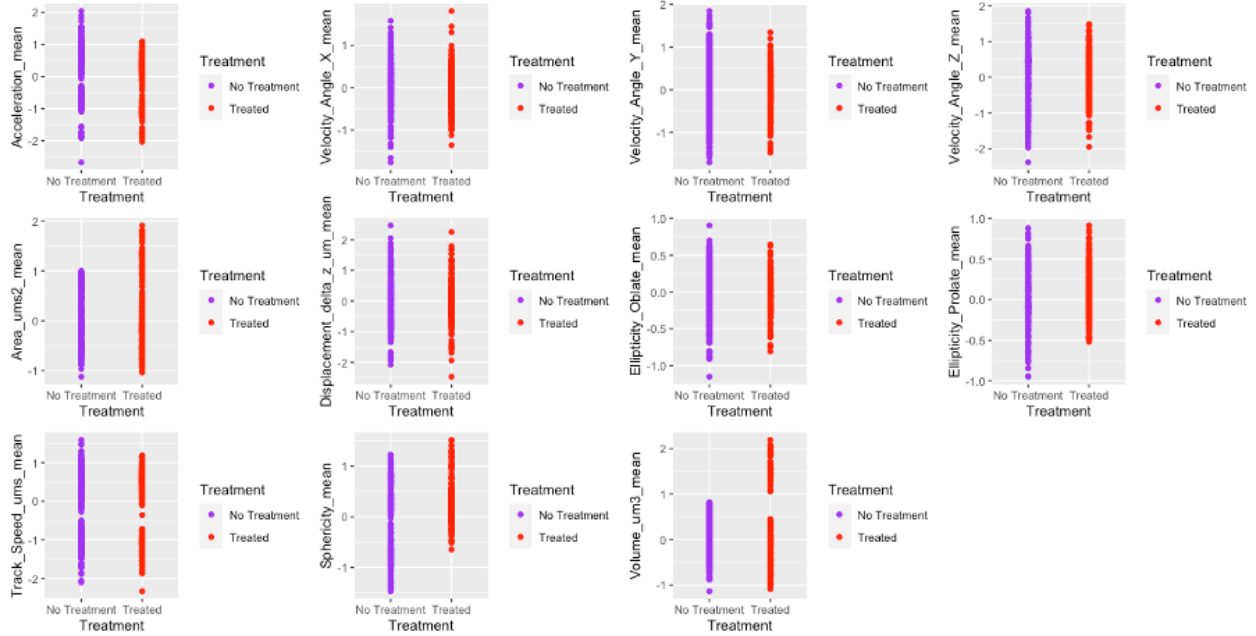 Acceleration_mean
2
1
0
-1
-2
No Treatment Treated
Treatment
Treatment
No Treatment
Treated
Velocity_Angle_X_mean
1
0
-1
No Treatment Treated
Treatment
Treatment
No Treatment
Treated
Velocity_Angle_Y_mean
2
1
0
-1
No Treatment Treated
Treatment
Treatment
No Treatment
Treated
Velocity_Angle_Z_mean
2
1
0
-1
-2
No Treatment Treated
Treatment
Treatment
No Treatment
Treated
Area_ums2_mean
2
1
0
-1
No Treatment Treated
Treatment
Treatment
No Treatment
Treated
Displacement_delta_z_um_mean
2
1
0
-1
-2
No Treatment Treated
Treatment
Treatment
No Treatment
Treated
Ellipticity_Oblate_mean
1.0
0.5
0.0
-0.5
-1.0
No Treatment Treated
Treatment
Treatment
No Treatment
Treated
Ellipticity_Prolate_mean
1.0
0.5
0.0
-0.5
-1.0
No Treatment Treated
Treatment
Treatment
No Treatment
Treated
Track_Speed_ums_mean
1
0
-1
-2
No Treatment Treated
Treatment
Treatment
No Treatment
Treated
Sphericity_mean
1
0
-1
No Treatment Treated
Treatment
Treatment
No Treatment
Treated
Volume_um3_mean
2
1
0
-1
No Treatment Treated
Treatment
Treatment
No Treatment
Treated